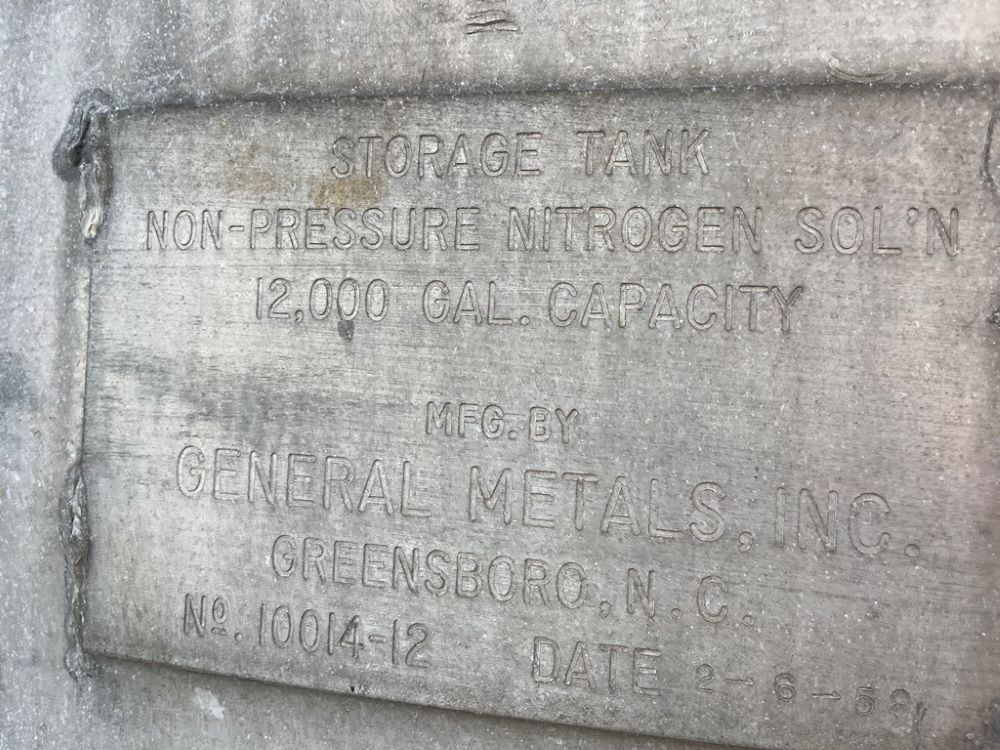 STORAGE TANK
NON-PRESSURE NITROGEN SOL'N
12,000 GAL. CAPACITY
MFG. BY
GENERAL METALS, INC.
GREENSBORO, N. C.
Nº. 10014-12 DATE 2-6-58